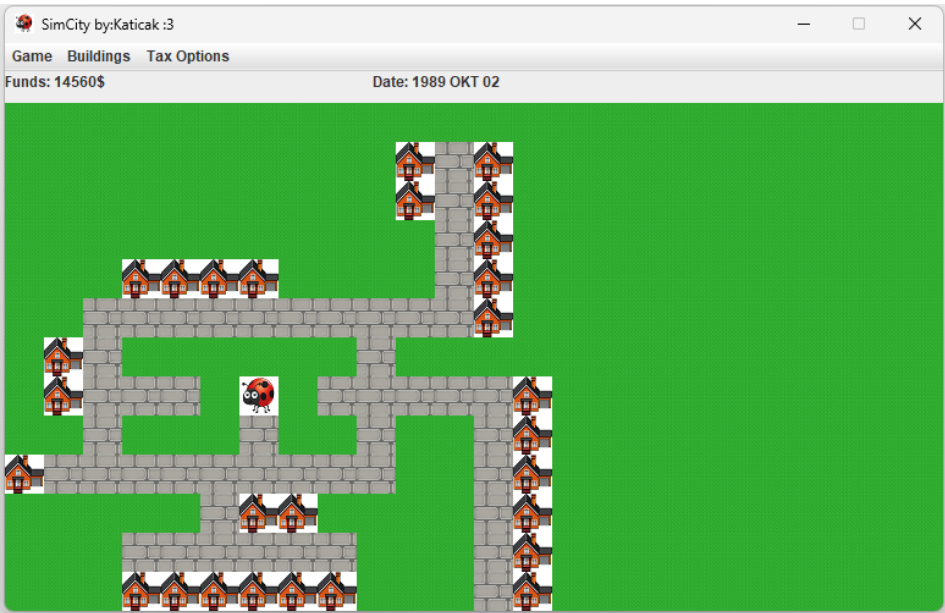 SimCity by:Katicak :3
Game Buildings Tax Options
Funds: 14560$ Date: 1989 OKT 02